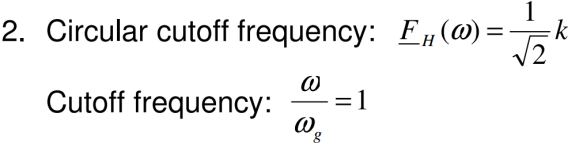 2. Circular cutoff frequency: F_H(ω) = 1/√2 k
Cutoff frequency: ω/ω_g = 1